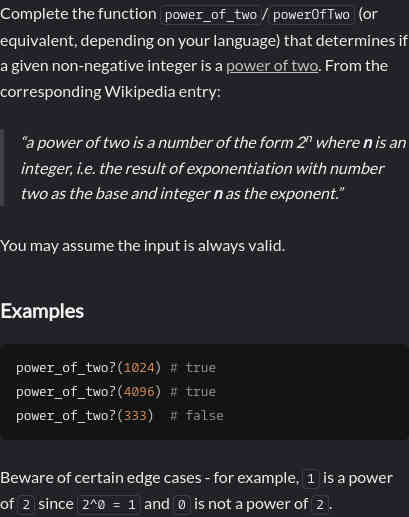 Complete the function power_of_two/powerOfTwo (or
equivalent, depending on your language) that determines if
a given non-negative integer is a power of two. From the
corresponding Wikipedia entry:
“a power of two is a number of the form 2ⁿ where n is an
integer, i.e. the result of exponentiation with number
two as the base and integer n as the exponent.”
You may assume the input is always valid.
Examples
power_of_two?(1024) # true
power_of_two?(4096) # true
power_of_two?(333)  # false
Beware of certain edge cases - for example, 1 is a power
of 2 since 2^0 = 1 and 0 is not a power of 2.